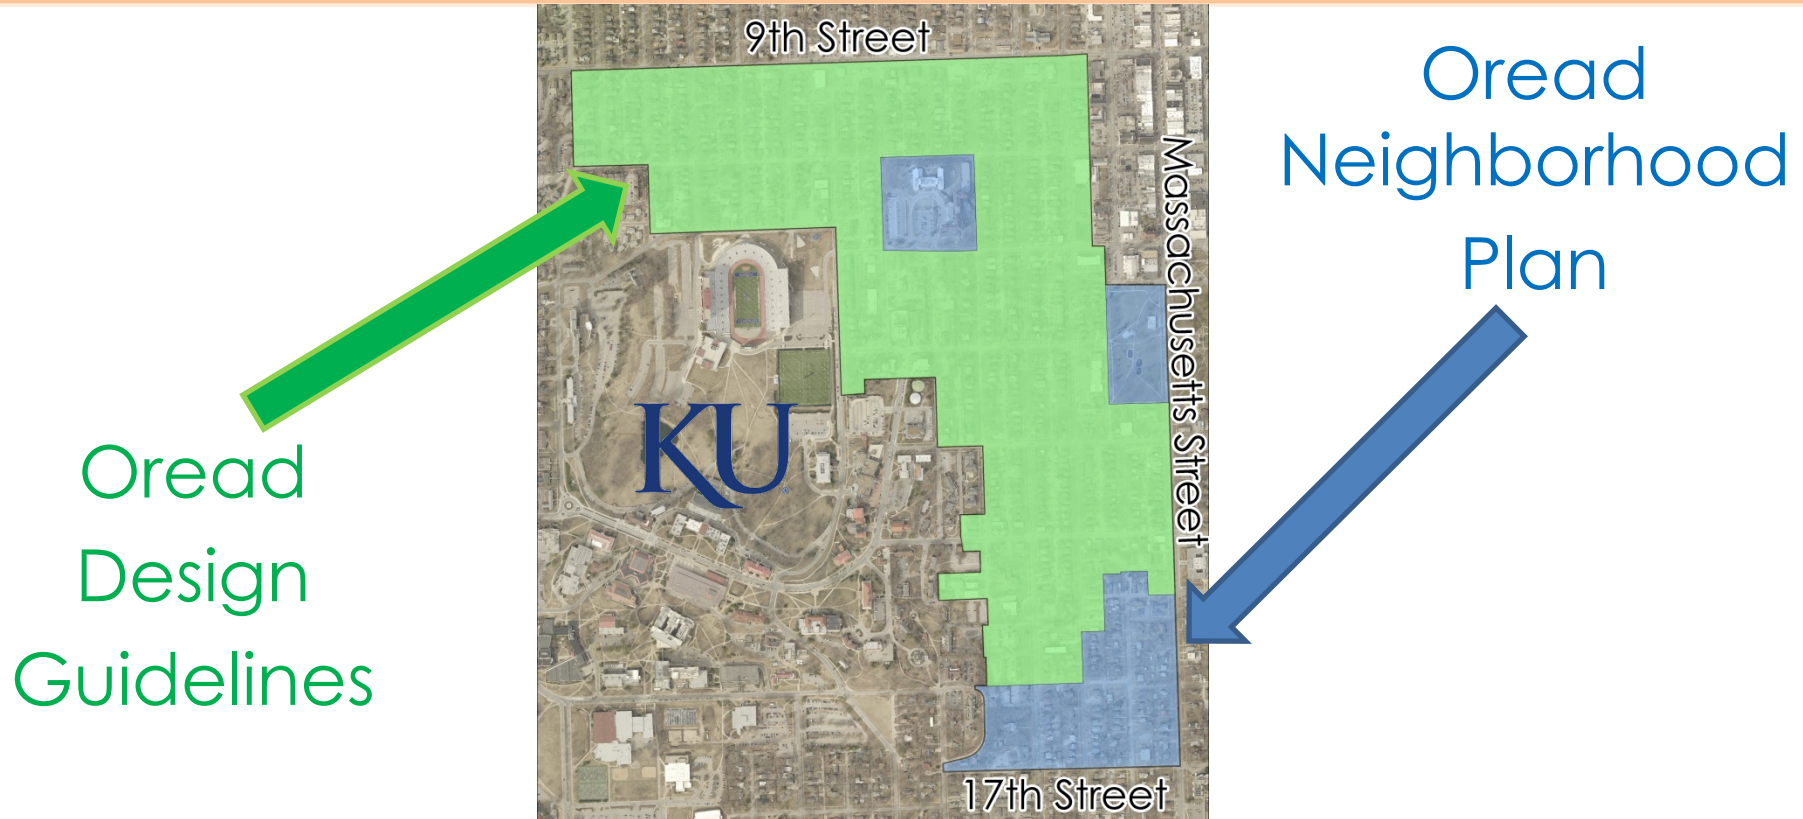 9th Street
Oread
Neighborhood
Plan
Massachusetts Street
KU
Oread
Design
Guidelines
17th Street